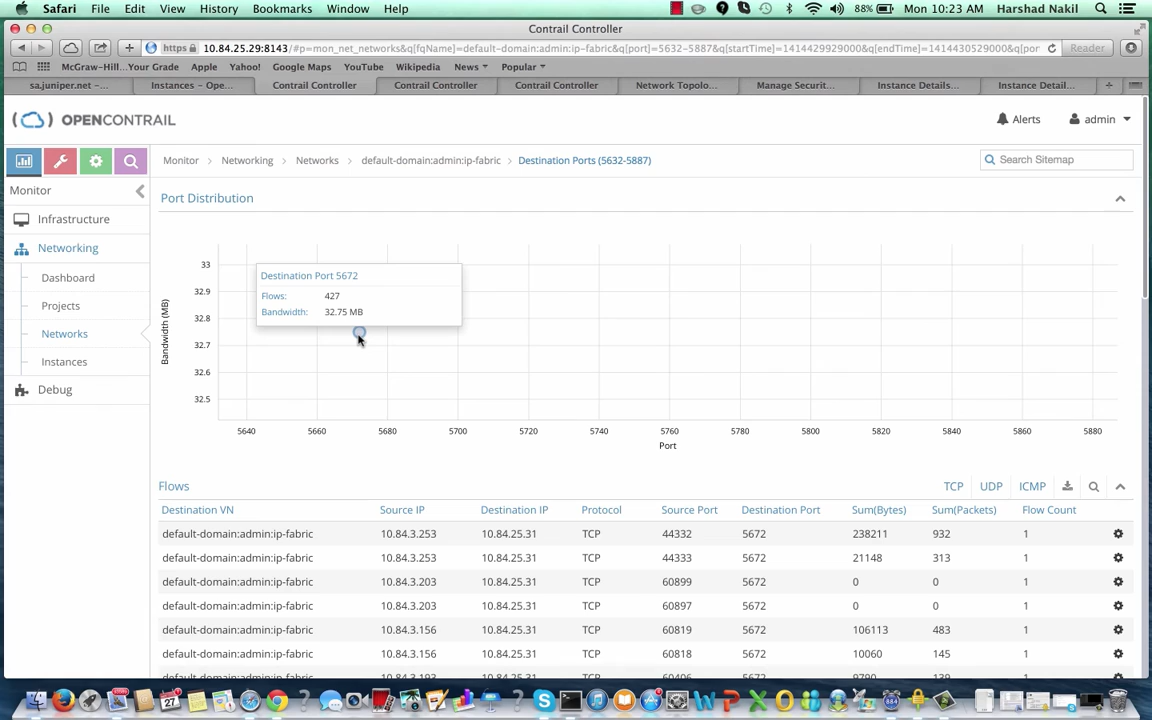 Safari File Edit View History Bookmarks Window Help 88% Mon 10:23 AM Harshad Nakil
Contrail Controller
https 10.84.25.29:8143/#p=mon_net_networks&q[fqName]=default-domain:admin:ip-fabric&q[port]=5632-5887&q[startTime]=1414429929000&q[endTime]=1414430529000&q[po Reader
McGraw-Hill...Your Grade Apple Yahoo! Google Maps YouTube Wikipedia News Popular
sa.juniper.net –... Instances – Ope... Contrail Controller Contrail Controller Contrail Controller Network Topolo... Manage Securit... Instance Details... Instance Detail...
OPENCONTRAIL Alerts admin
Monitor Networking Networks default-domain:admin:ip-fabric Destination Ports (5632-5887) Search Sitemap
Monitor
Infrastructure
Networking
Dashboard
Projects
Networks
Instances
Debug
Port Distribution
Bandwidth (MB)
33
32.9
32.8
32.7
32.6
32.5
Destination Port 5672
Flows: 427
Bandwidth: 32.75 MB
5640 5660 5680 5700 5720 5740 5760 5780 5800 5820 5840 5860 5880
Port
Flows TCP UDP ICMP
Destination VN Source IP Destination IP Protocol Source Port Destination Port Sum(Bytes) Sum(Packets) Flow Count
default-domain:admin:ip-fabric 10.84.3.253 10.84.25.31 TCP 44332 5672 238211 932 1
default-domain:admin:ip-fabric 10.84.3.253 10.84.25.31 TCP 44333 5672 21148 313 1
default-domain:admin:ip-fabric 10.84.3.203 10.84.25.31 TCP 60899 5672 0 0 1
default-domain:admin:ip-fabric 10.84.3.203 10.84.25.31 TCP 60897 5672 0 0 1
default-domain:admin:ip-fabric 10.84.3.156 10.84.25.31 TCP 60819 5672 106113 483 1
default-domain:admin:ip-fabric 10.84.3.156 10.84.25.31 TCP 60818 5672 10060 145 1